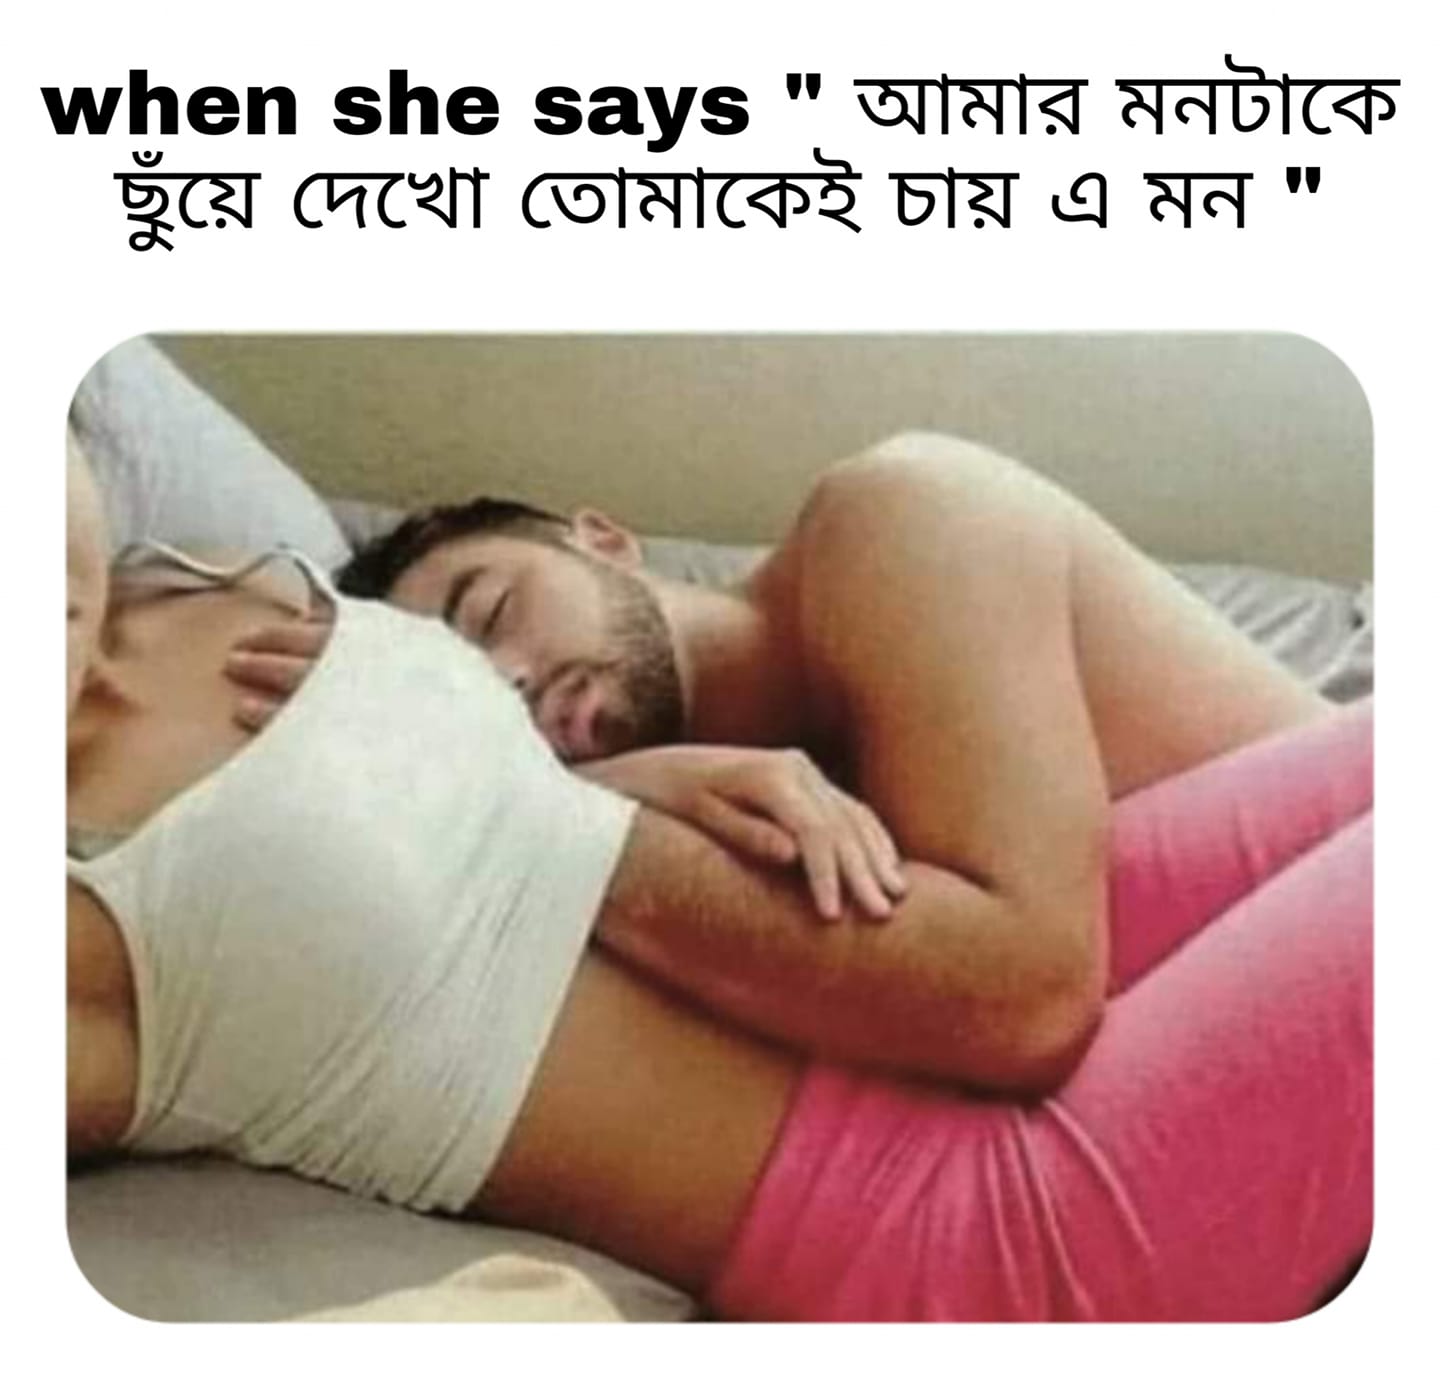 when she says " আমার মনটাকে
ছুঁয়ে দেখো তোমাকেই চায় এ মন "